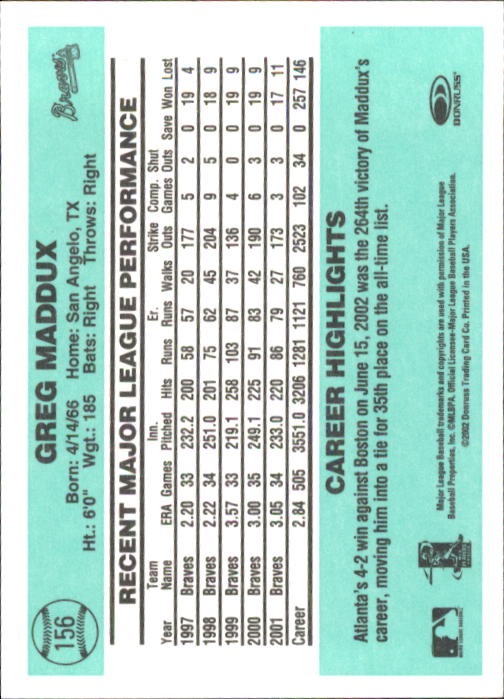 156
GREG MADDUX
Braves
Born: 4/14/66 Home: San Angelo, TX
Ht.: 6'0" Wgt.: 185 Bats: Right Throws: Right
RECENT MAJOR LEAGUE PERFORMANCE
Team Inn. Er. Strike Comp. Shut
Year Name ERA Games Pitched Hits Runs Runs Walks Outs Games Outs Save Won Lost
1997 Braves 2.20 33 232.2 200 58 57 20 177 5 2 0 19 4
1998 Braves 2.22 34 251.0 201 75 62 45 204 9 5 0 18 9
1999 Braves 3.57 33 219.1 258 103 87 37 136 4 0 0 19 9
2000 Braves 3.00 35 249.1 225 91 83 42 190 6 3 0 19 9
2001 Braves 3.05 34 233.0 220 86 79 27 173 3 3 0 17 11
Career 2.84 505 3551.0 3206 1281 1121 760 2523 102 34 0 257 146
CAREER HIGHLIGHTS
Atlanta's 4-2 win against Boston on June 15, 2002 was the 264th victory of Maddux's
career, moving him into a tie for 35th place on the all-time list.
Major League Baseball trademarks and copyrights are used with permission of Major League
Baseball Properties, Inc. ©MLBPA. Official Licensee-Major League Baseball Players Association.
©2002 Donruss Trading Card Co. Printed in the USA.
DONRUSS